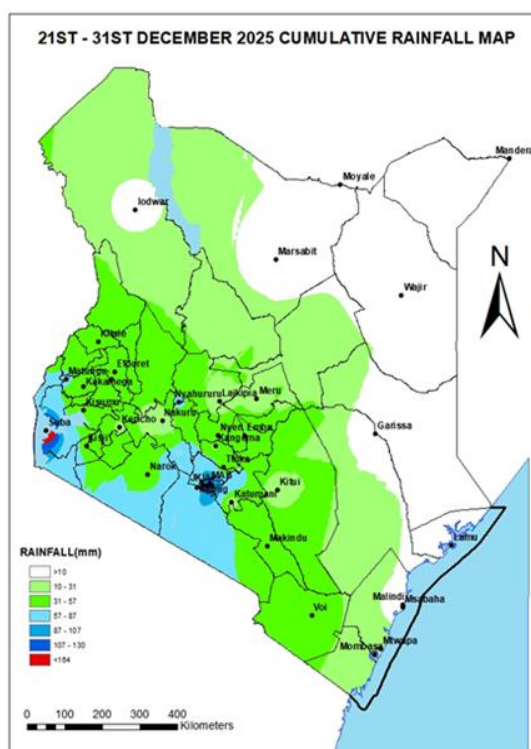 21ST - 31ST DECEMBER 2025 CUMULATIVE RAINFALL MAP
Mandera
Moyale
lodwar
Marsabit
N
Wajir
Kitale
Eldoret
Kakamega
Nyahururu Laikipia Meru
Kisumu
Suba
Kericho
Nakuru
Nyeri Embu
Garissa
Kisii
Kangema
Narok
Thika
Kitui
Katumani
Makindu
Lamu
RAINFALL(mm)
>10
10 - 31
31 - 57
57 - 87
87 - 107
107 - 130
<164
Malindi
Msabaha
Voi
Mtwapa
Mombasa
0 50 100 200 300 400
Kilometers